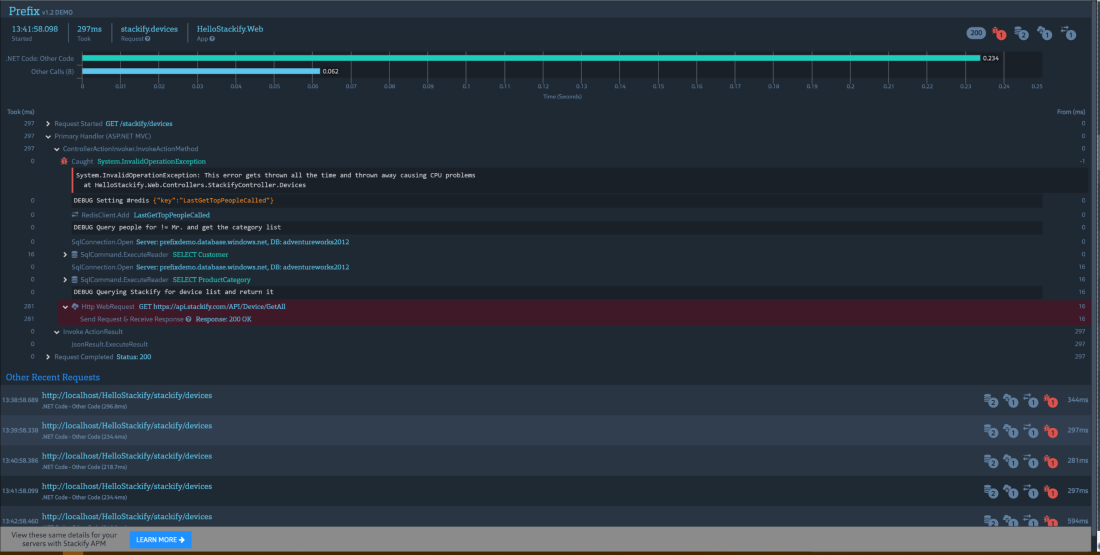 Prefix v1.2 DEMO
13:41:58.098 297ms stackify.devices HelloStackify.Web
Started Took Request App
200 1 2 1 1
.NET Code: Other Code 0.234
Other Calls (8) 0.062
0 0.01 0.02 0.03 0.04 0.05 0.06 0.07 0.08 0.09 0.1 0.11 0.12 0.13 0.14 0.15 0.16 0.17 0.18 0.19 0.2 0.21 0.22 0.23 0.24 0.25
Time (Seconds)
Took (ms) From (ms)
297 Request Started GET /stackify/devices 0
297 Primary Handler (ASP.NET MVC) 0
297 ControllerActionInvoker.InvokeActionMethod 0
0 Caught System.InvalidOperationException -1
System.InvalidOperationException: This error gets thrown all the time and thrown away causing CPU problems
at HelloStackify.Web.Controllers.StackifyController.Devices
0 DEBUG Setting #redis {"key":"LastGetTopPeopleCalled"} 0
0 RedisClient.Add LastGetTopPeopleCalled 0
0 DEBUG Query people for != Mr. and get the category list 0
0 SqlConnection.Open Server: prefixdemo.database.windows.net, DB: adventureworks2012 0
16 SqlCommand.ExecuteReader SELECT Customer 0
0 SqlConnection.Open Server: prefixdemo.database.windows.net, DB: adventureworks2012 16
0 SqlCommand.ExecuteReader SELECT ProductCategory 16
0 DEBUG Querying Stackify for device list and return it 16
281 Http WebRequest GET https://api.stackify.com/API/Device/GetAll 16
281 Send Request & Receive Response Response: 200 OK 16
0 Invoke ActionResult 297
0 JsonResult.ExecuteResult 297
0 Request Completed Status: 200 297
Other Recent Requests
13:38:58.689 http://localhost/HelloStackify/stackify/devices 2 1 1 1 344ms
.NET Code - Other Code (296.8ms)
13:39:58.338 http://localhost/HelloStackify/stackify/devices 2 1 1 1 297ms
.NET Code - Other Code (234.4ms)
13:40:58.386 http://localhost/HelloStackify/stackify/devices 2 1 1 1 281ms
.NET Code - Other Code (218.7ms)
13:41:58.099 http://localhost/HelloStackify/stackify/devices 2 1 1 1 297ms
.NET Code - Other Code (234.4ms)
13:42:58.460 http://localhost/HelloStackify/stackify/devices 2 1 1 1 594ms
View these same details for your
servers with Stackify APM
LEARN MORE